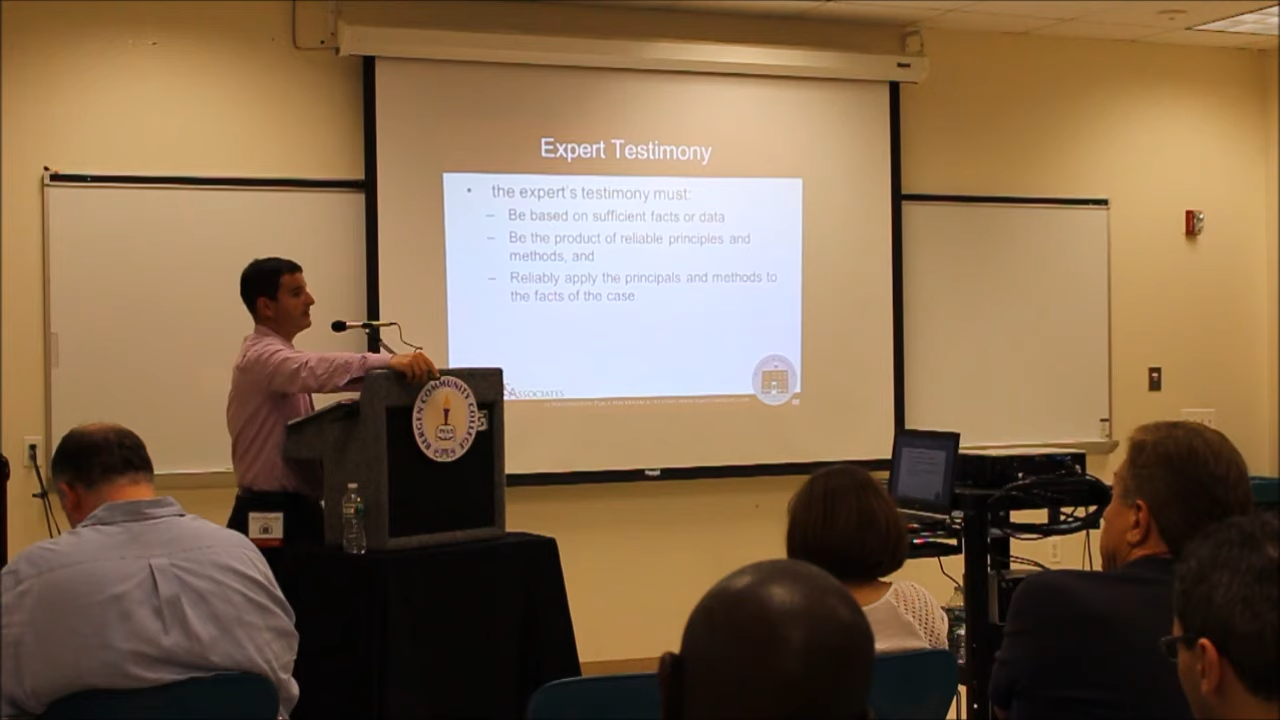 Expert Testimony
• the expert's testimony must:
– Be based on sufficient facts or data
– Be the product of reliable principles and
methods, and
– Reliably apply the principals and methods to
the facts of the case
ASSOCIATES
BERGEN COMMUNITY COLLEGE